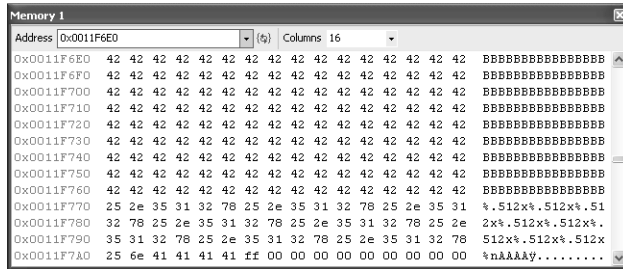 Memory 1
Address 0x0011F6E0 Columns 16
0x0011F6E0 42 42 42 42 42 42 42 42 42 42 42 42 42 42 42 42 BBBBBBBBBBBBBBBB
0x0011F6F0 42 42 42 42 42 42 42 42 42 42 42 42 42 42 42 42 BBBBBBBBBBBBBBBB
0x0011F700 42 42 42 42 42 42 42 42 42 42 42 42 42 42 42 42 BBBBBBBBBBBBBBBB
0x0011F710 42 42 42 42 42 42 42 42 42 42 42 42 42 42 42 42 BBBBBBBBBBBBBBBB
0x0011F720 42 42 42 42 42 42 42 42 42 42 42 42 42 42 42 42 BBBBBBBBBBBBBBBB
0x0011F730 42 42 42 42 42 42 42 42 42 42 42 42 42 42 42 42 BBBBBBBBBBBBBBBB
0x0011F740 42 42 42 42 42 42 42 42 42 42 42 42 42 42 42 42 BBBBBBBBBBBBBBBB
0x0011F750 42 42 42 42 42 42 42 42 42 42 42 42 42 42 42 42 BBBBBBBBBBBBBBBB
0x0011F760 42 42 42 42 42 42 42 42 42 42 42 42 42 42 42 42 BBBBBBBBBBBBBBBB
0x0011F770 25 2e 35 31 32 78 25 2e 35 31 32 78 25 2e 35 31 %.512x%.512x%.51
0x0011F780 32 78 25 2e 35 31 32 78 25 2e 35 31 32 78 25 2e 2x%.512x%.512x%.
0x0011F790 35 31 32 78 25 2e 35 31 32 78 25 2e 35 31 32 78 512x%.512x%.512x
0x0011F7A0 25 6e 41 41 41 41 ff 00 00 00 00 00 00 00 00 00 %nAAAAÿ.........